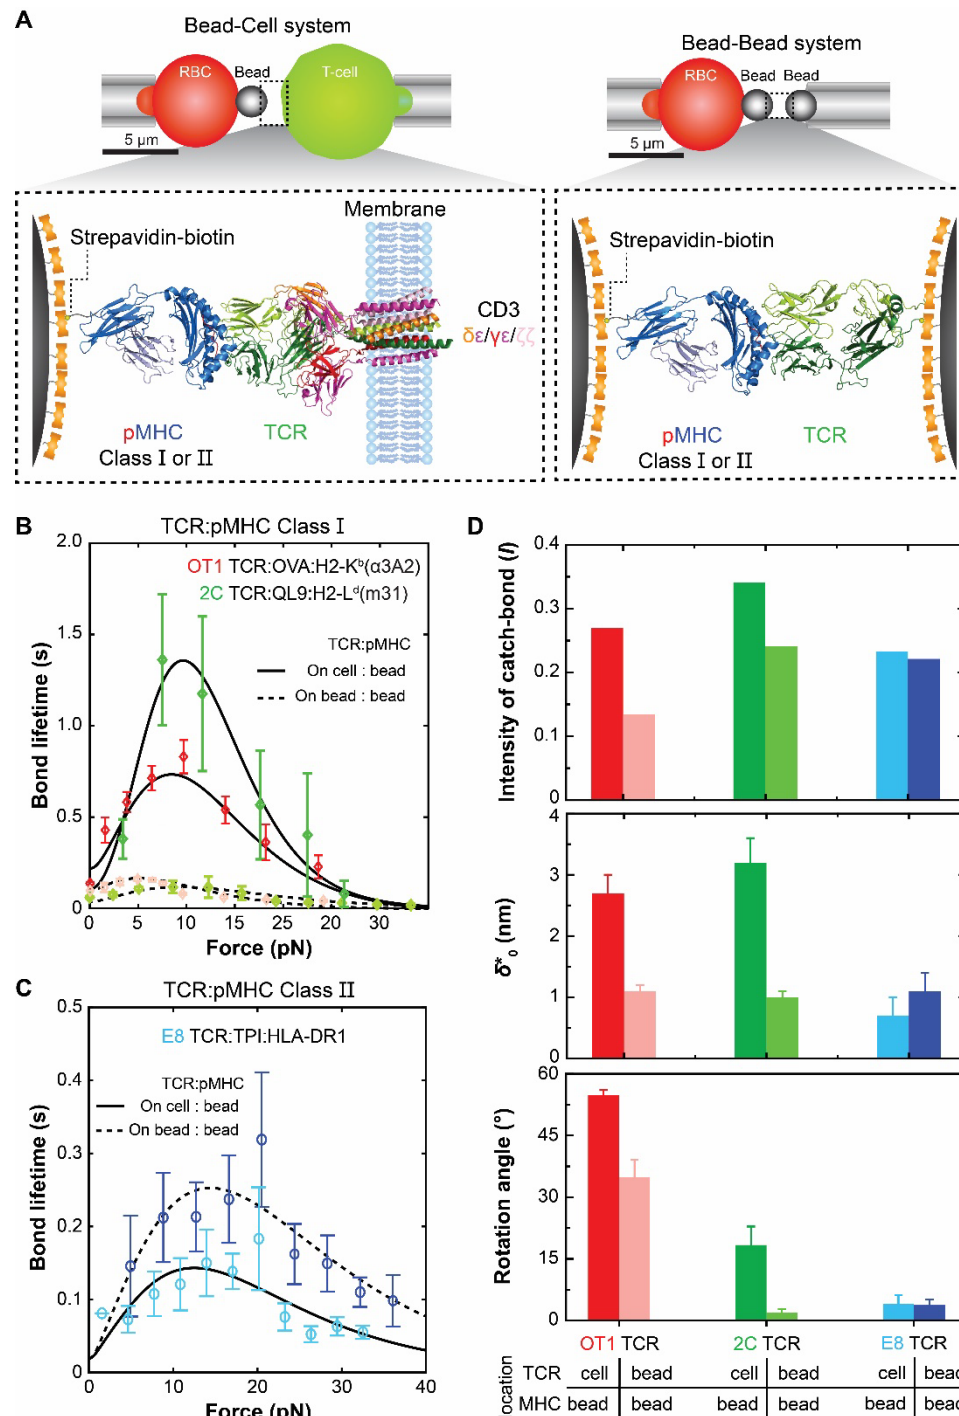 A
Bead-Cell system
Bead-Bead system
RBC
Bead
T-cell
5 µm
RBC
Bead
Bead
5 µm
Strepavidin-biotin
Membrane
CD3
δε/γε/ζζ
pMHC
Class I or II
TCR
Strepavidin-biotin
pMHC
Class I or II
TCR
B
TCR:pMHC Class I
OT1 TCR:OVA:H2-Kᵇ(α3A2)
2C TCR:QL9:H2-Lᵈ(m31)
TCR:pMHC
On cell : bead
On bead : bead
Bond lifetime (s)
2.0
1.5
1.0
0.5
0
0 5 10 15 25 30
Force (pN)
C
TCR:pMHC Class II
E8 TCR:TPI:HLA-DR1
TCR:pMHC
On cell : bead
On bead : bead
Bond lifetime (s)
0.5
0.4
0.3
0.2
0.1
0
0 10 20 30 40
Force (pN)
D
Intensity of catch-bond (I)
0.4
0.3
0.2
0.1
0
δ*₀ (nm)
4
3
2
1
0
Rotation angle (°)
60
45
30
15
0
OT1 TCR 2C TCR E8 TCR
location
TCR cell bead cell bead cell bead
MHC bead bead bead bead bead bead